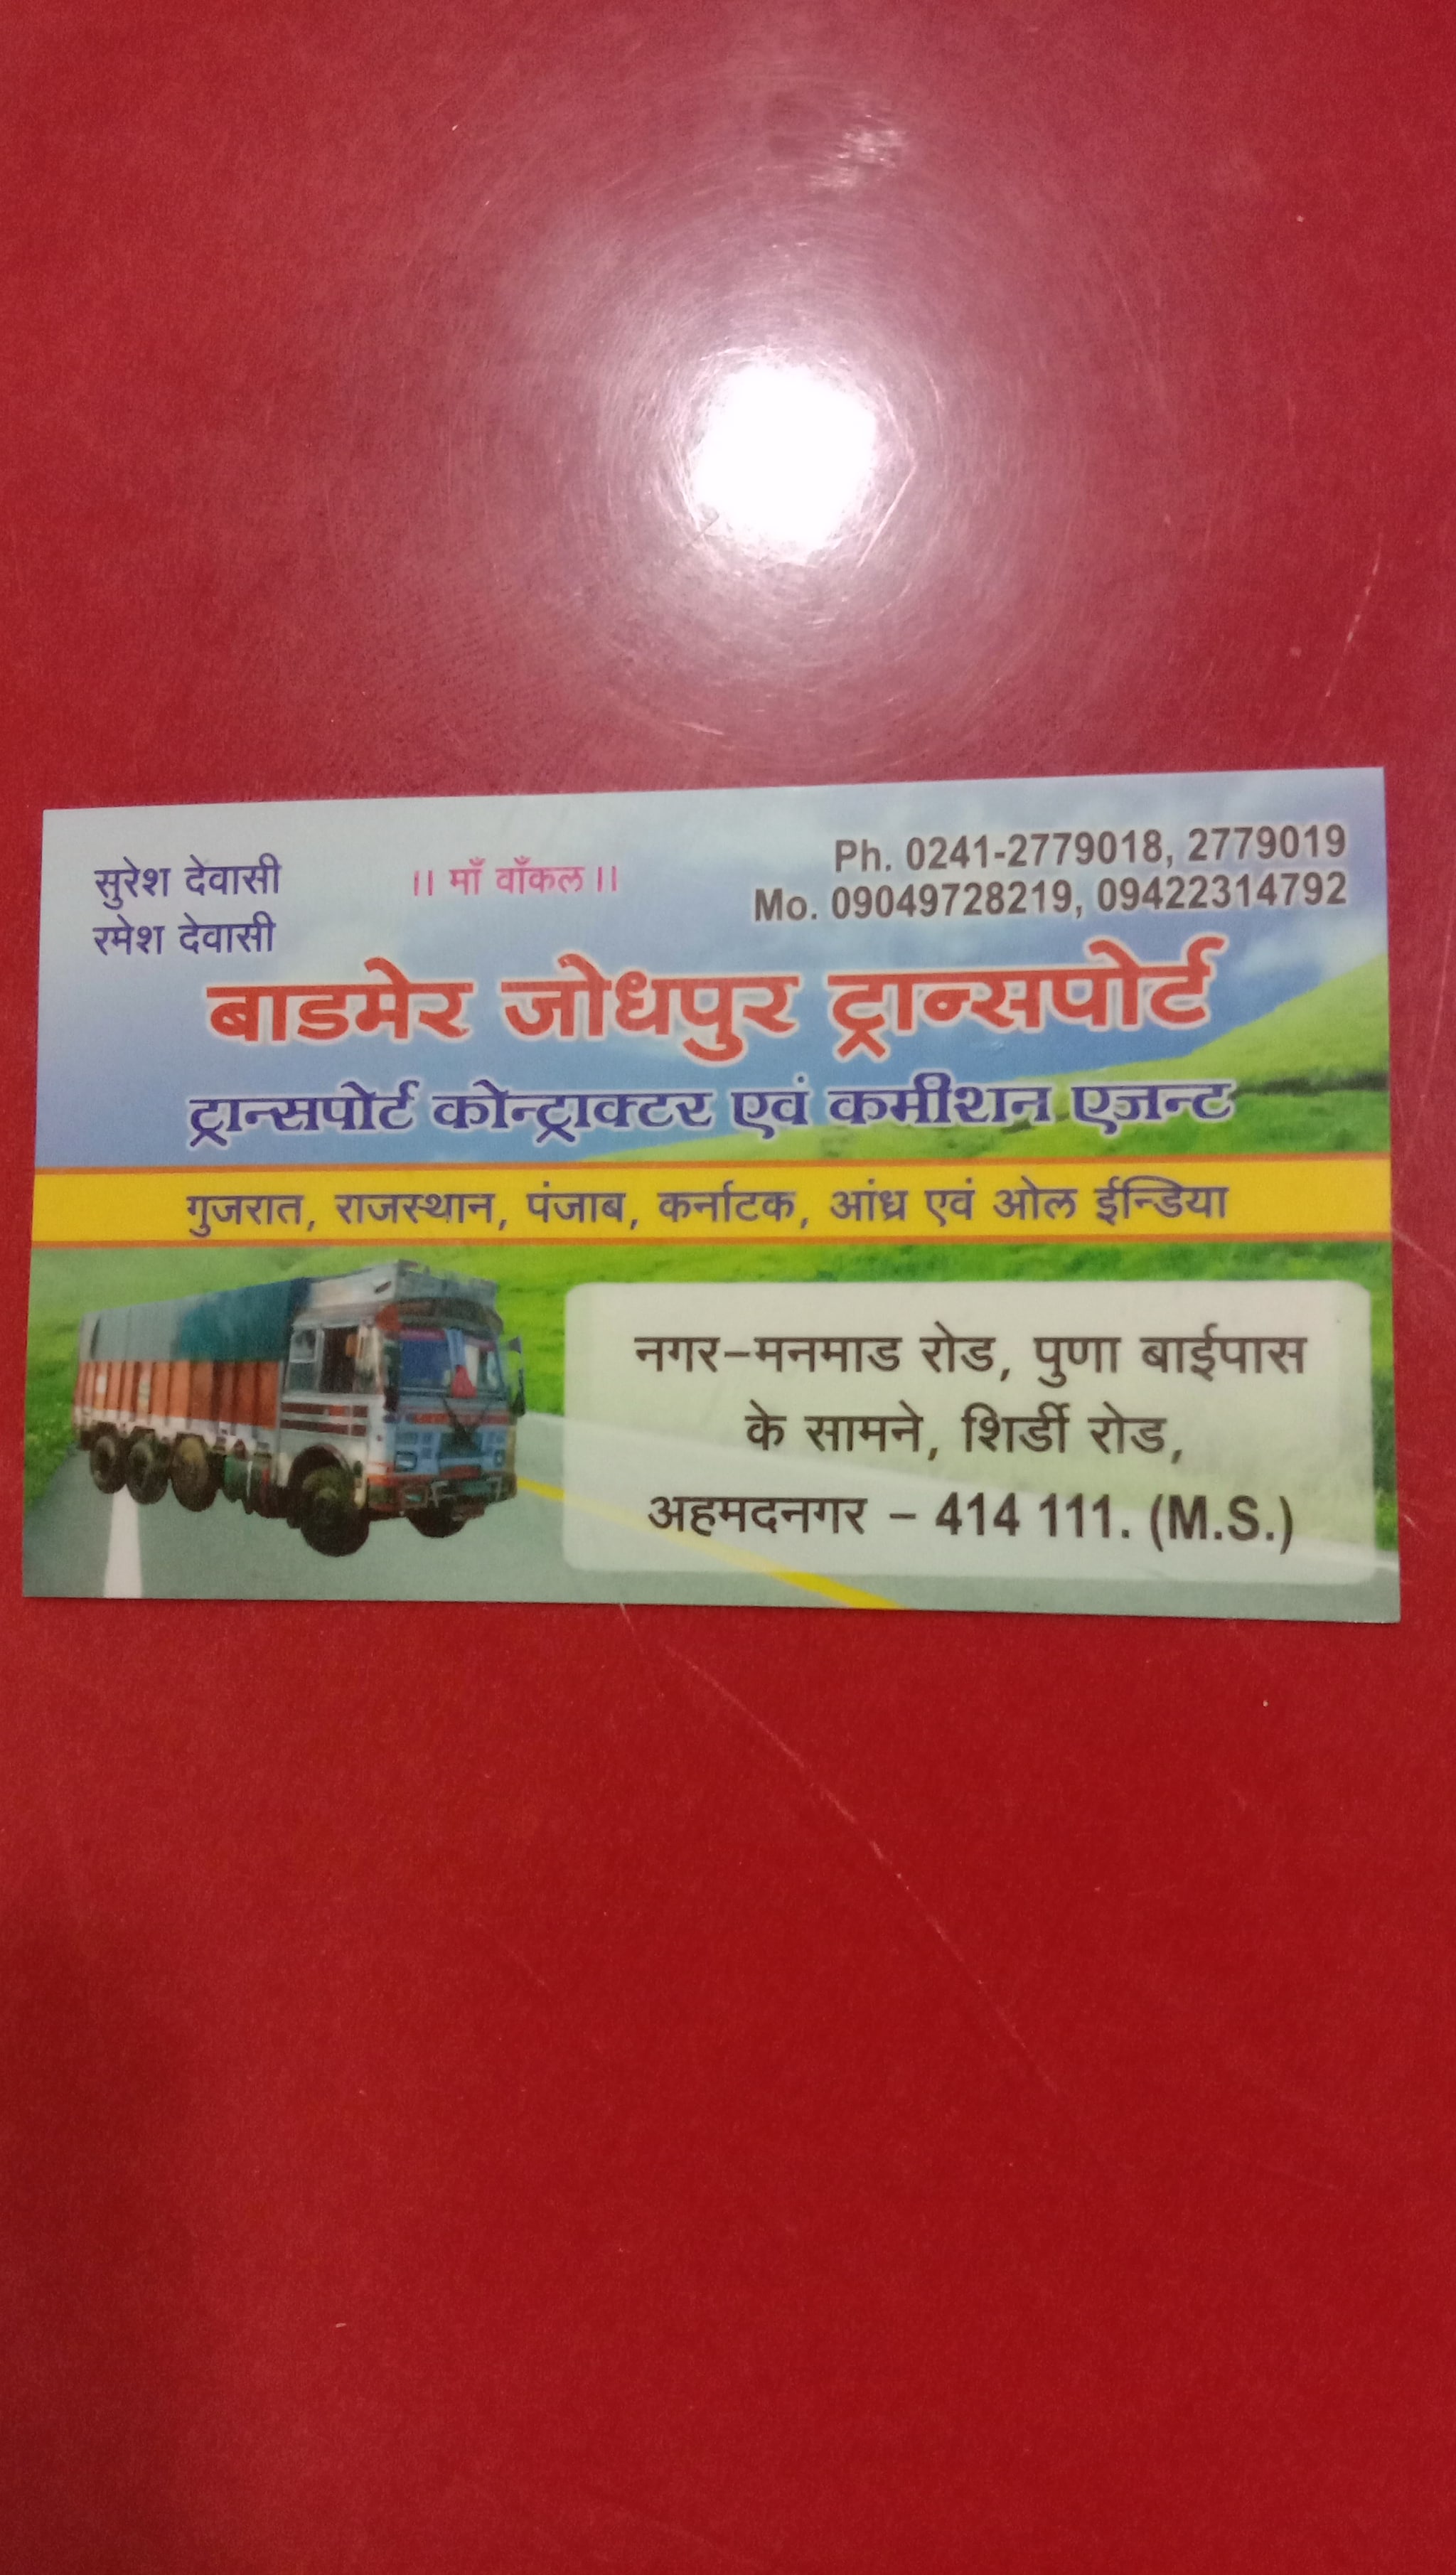 सुरेश देवासी
रमेश देवासी
।। माँ वाँकल ।।
Ph. 0241-2779018, 2779019
Mo. 09049728219, 09422314792
बाडमेर जोधपुर ट्रान्सपोर्ट
ट्रान्सपोर्ट कोन्ट्राक्टर एवं कमीशन एजन्ट
गुजरात, राजस्थान, पंजाब, कर्नाटक, आंध्र एवं ओल ईन्डिया
नगर-मनमाड रोड, पुणा बाईपास
के सामने, शिर्डी रोड,
अहमदनगर - 414 111. (M.S.)